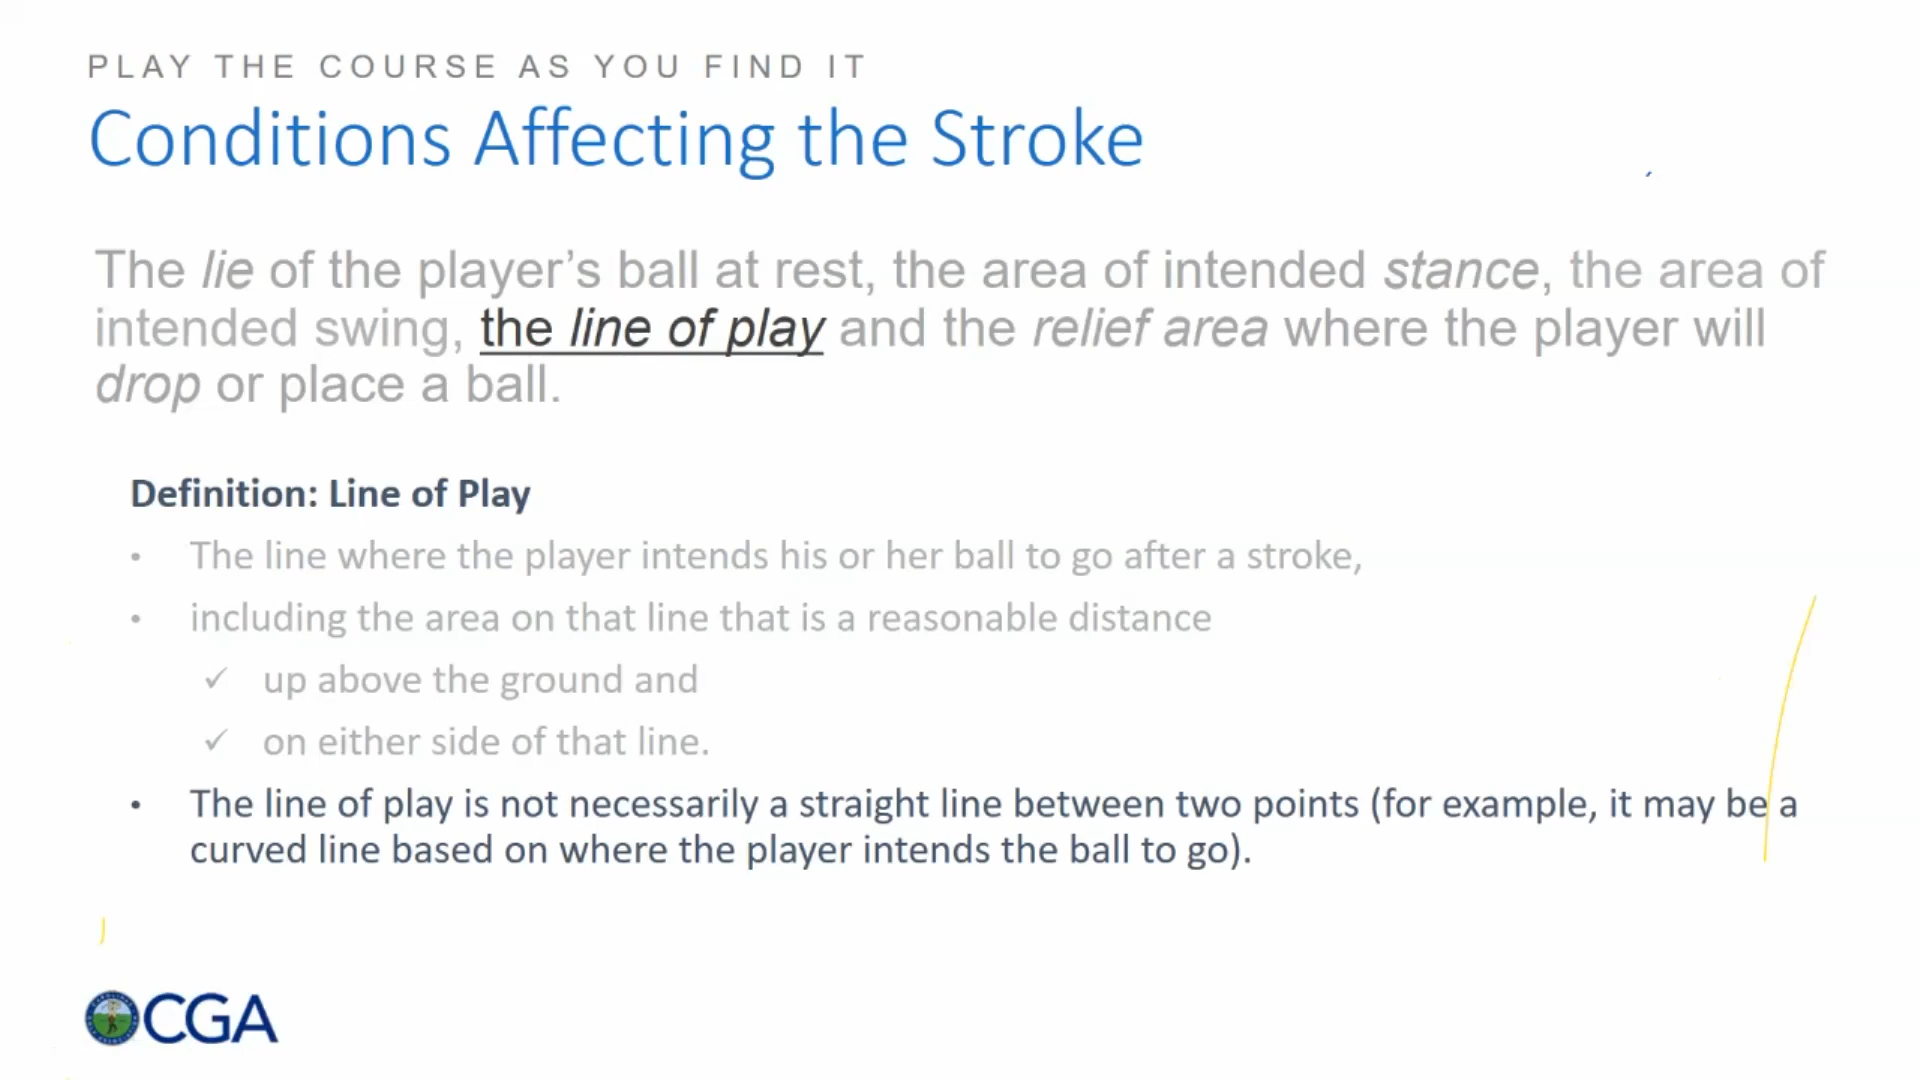 PLAY THE COURSE AS YOU FIND IT
Conditions Affecting the Stroke
The lie of the player’s ball at rest, the area of intended stance, the area of
intended swing, the line of play and the relief area where the player will
drop or place a ball.
Definition: Line of Play
• The line where the player intends his or her ball to go after a stroke,
• including the area on that line that is a reasonable distance
✓ up above the ground and
✓ on either side of that line.
• The line of play is not necessarily a straight line between two points (for example, it may be a
curved line based on where the player intends the ball to go).
CGA